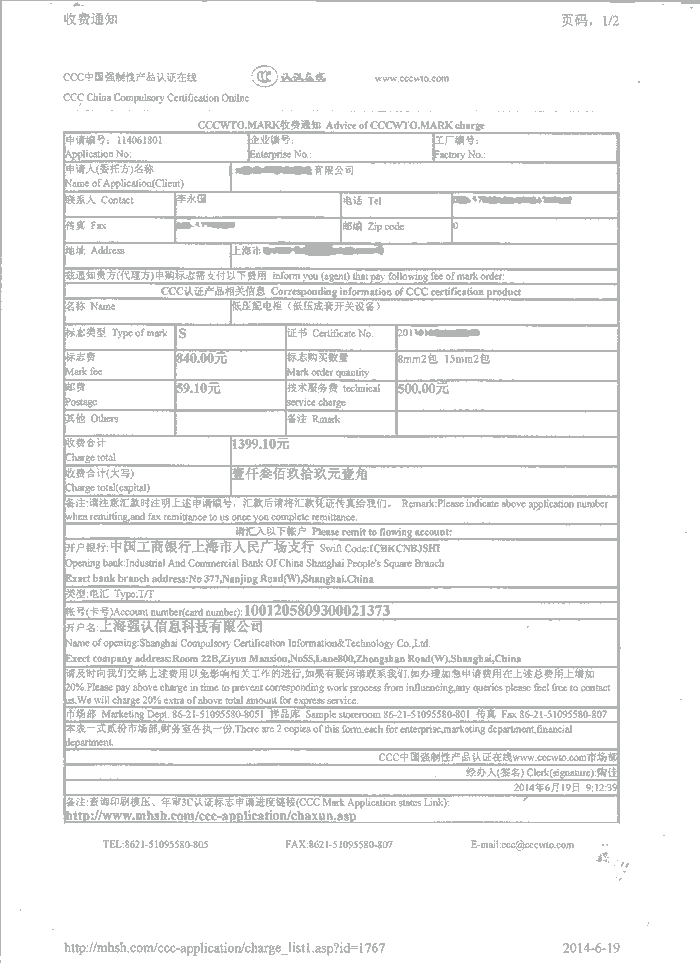 收费通知 页码，1/2
CCC中国强制性产品认证在线 CCC 认认在线 www.cccwto.com
CCC China Compulsory Certification Onilne
CCCWTO.MARK收费通知 Advice of CCCWTO.MARK charge
申请编号：114061801 企业编号： 工厂编号：
Application No: Enterprise No.: Factory No.:
申请人(委托方)名称 有限公司
Name of Application(Client)
联系人 Contact 李永国 电话 Tel
传真 Fax 邮编 Zip code 0
地址 Address 上海市
兹通知贵方(代理方)申购标志需支付以下费用 inform you (agent) that pay following fee of mark order:
CCC认证产品相关信息 Corresponding information of CCC certification product
名称 Name 低压配电柜（低压成套开关设备）
标志类型 Type of mark S 证书 Certificate No.
标志费 840.00元 标志购买数量 8mm2包 15mm2包
Mark fee Mark order quantity
邮费 59.10元 技术服务费 technical 500.00元
Postage service charge
其他 Others 备注 Rmark
收费合计 1399.10元
Charge total
收费合计(大写) 壹仟叁佰玖拾玖元壹角
Charge total(capital)
备注:请注意汇款时注明上述申请编号，汇款后请将汇款凭证传真给我们。 Remark:Please indicate above application number
when remitting,and fax remittance to us once you complete remittance.
请汇入以下帐户 Please remit to flowing account:
开户银行:中国工商银行上海市人民广场支行 Swift Code:ICBKCNBJSHI
Opening bank:Industrial And Commercial Bank Of China Shanghai People's Square Branch
Exact bank branch address:No 377,Nanjing Road(W),Shanghai,China
类型:电汇 Type:T/T
帐号(卡号)Account number(card number):1001205809300021373
开户名:上海强认信息科技有限公司
Name of opening:Shanghai Compulsory Certification Information&Technology Co.,Ltd.
Exect company address:Room 22B,Ziyun Mansion,No55,Lane800,Zhongshan Road(W),Shanghai,China
请及时向我们交纳上述费用以免影响相关工作的进行,如果有疑问请联系我们.如办理加急申请费用在上述总费用上增加
20%.Please pay above charge in time to prevent corresponding work process from influencing,any queries please feel free to contact
us.We will charge 20% extra of above total amount for express service.
市场部 Marketing Dept. 86-21-51095580-8051 样品库 Sample storeroom 86-21-51095580-801 传真 Fax 86-21-51095580-807
本表一式贰份市场部,财务室各执一份.There are 2 copies of this form.each for enterprise,marketing department,financial
department.
CCC中国强制性产品认证在线www.cccwto.com市场部
经办人(签名) Clerk(signature):陶佳
2014年6月19日 9:12:39
备注:查询印刷模压、年审3C认证标志申请进度链接(CCC Mark Application states Link):
http://www.mhsh.com/ccc-application/chaxun.asp
TEL:8621-51095580-805 FAX:8621-51095580-807 E-mail:ccc@cccwto.com
http://mhsh.com/ccc-application/charge_list1.asp?id=1767 2014-6-19